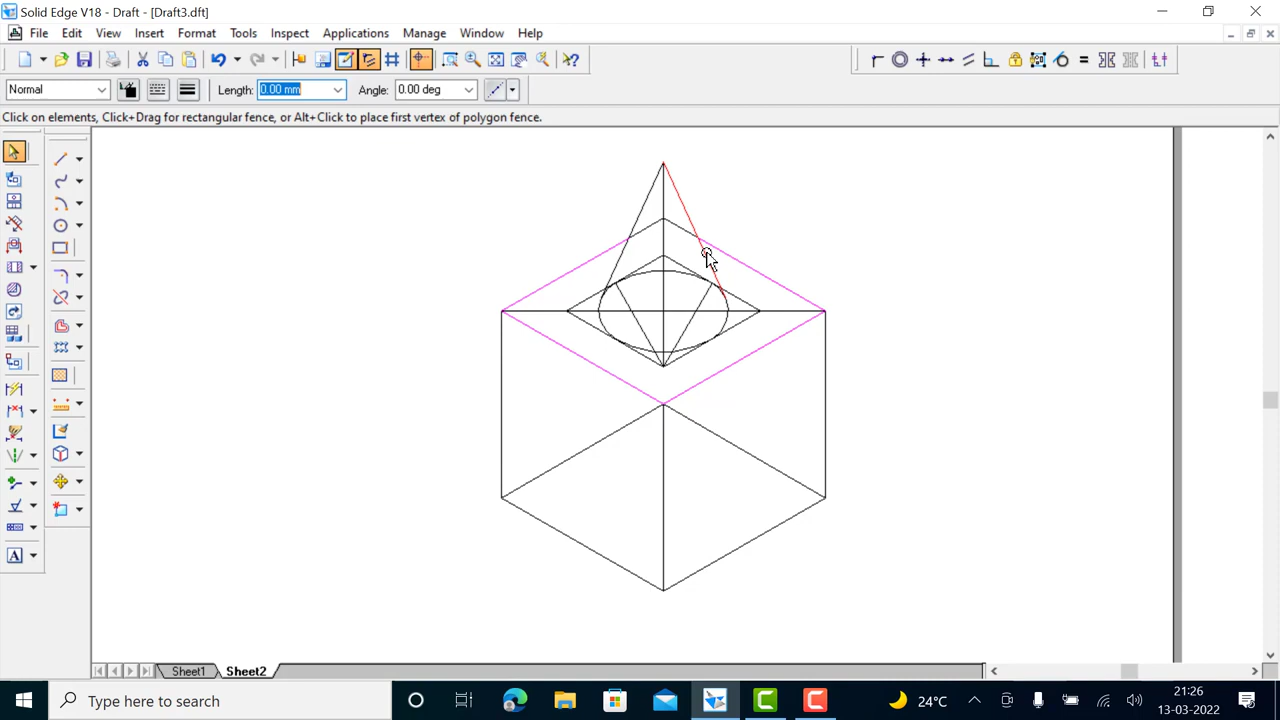 Solid Edge V18 - Draft - [Draft3.dft]
File Edit View Insert Format Tools Inspect Applications Manage Window Help
Normal Length: 0.00 mm Angle: 0.00 deg
Click on elements, Click+Drag for rectangular fence, or Alt+Click to place first vertex of polygon fence.
A
Sheet1 Sheet2
Type here to search
24°C
21:26
13-03-2022